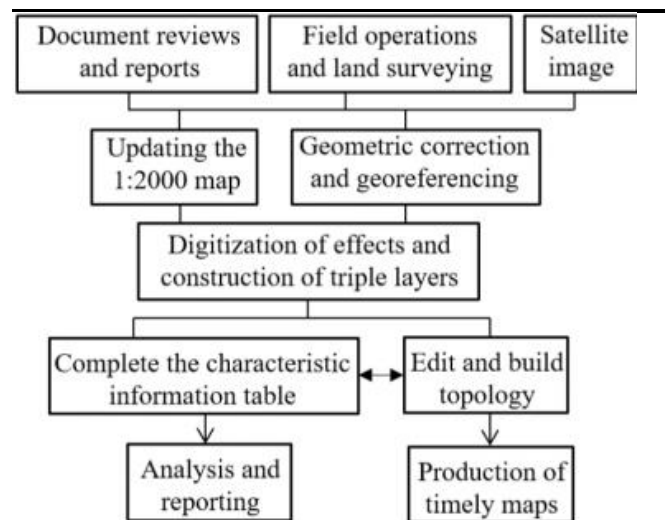 Document reviews
and reports
Field operations
and land surveying
Satellite
image
Updating the
1:2000 map
Geometric correction
and georeferencing
Digitization of effects and
construction of triple layers
Complete the characteristic
information table
Edit and build
topology
Analysis and
reporting
Production of
timely maps